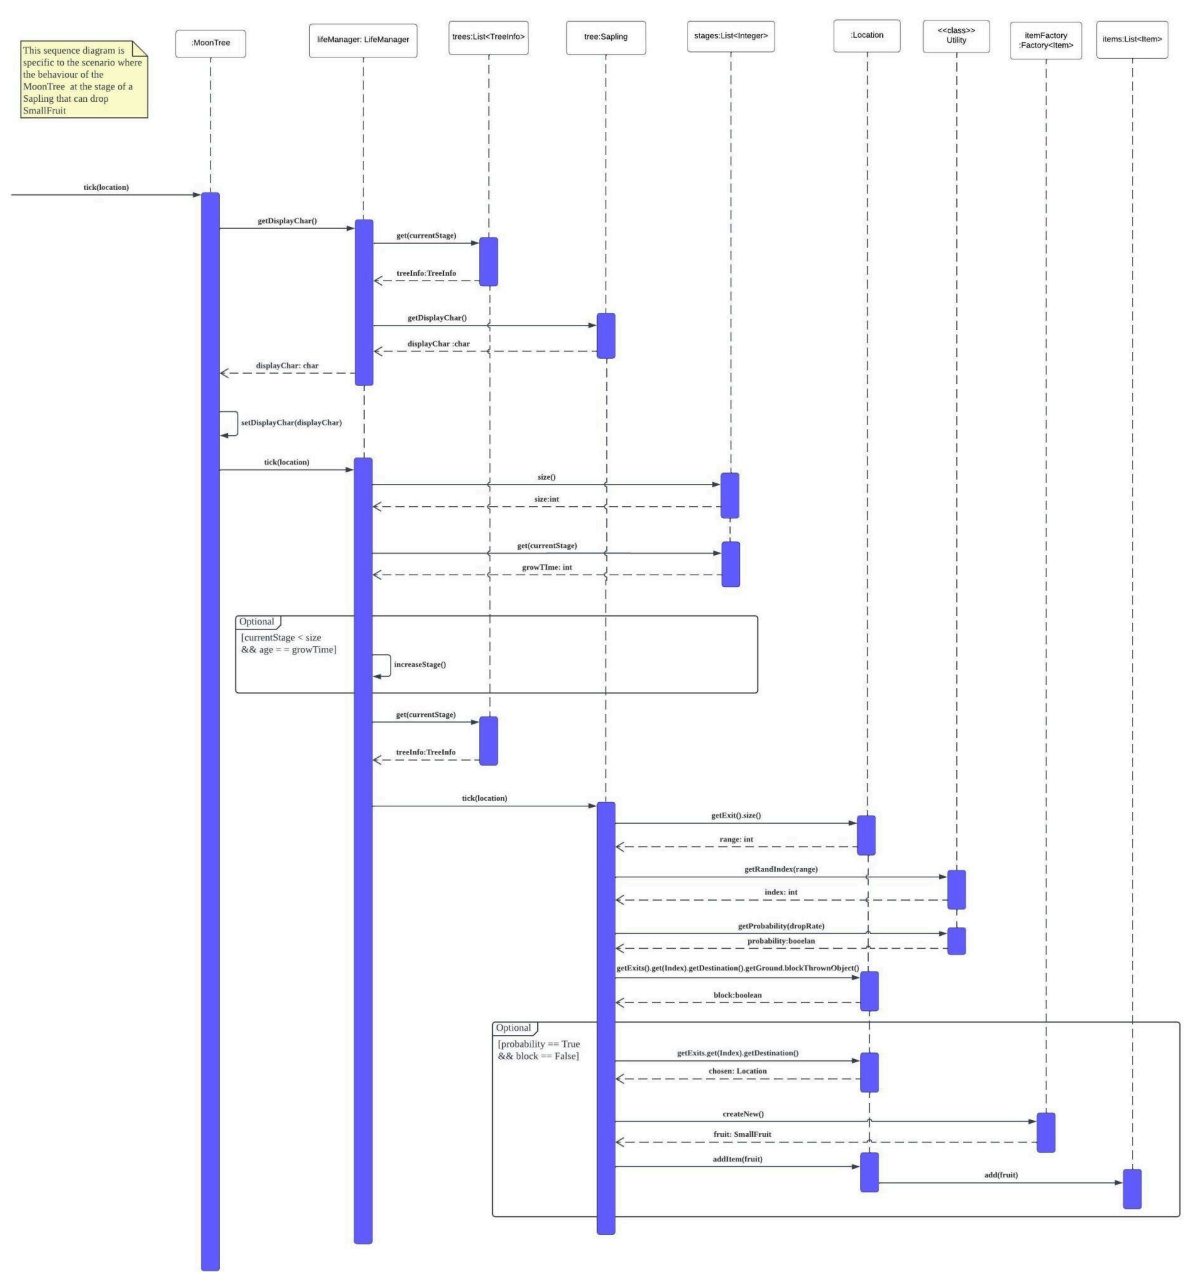 This sequence diagram is
specific to the scenario where
the behaviour of the
MoonTree  at the stage of a
Sapling that can drop
SmallFruit
:MoonTree
lifeManager: LifeManager
trees:List<TreeInfo>
tree:Sapling
stages:List<Integer>
:Location
<<class>>
Utility
itemFactory
:Factory<Item>
items:List<Item>
tick(location)
getDisplayChar()
get(currentStage)
treeInfo:TreeInfo
getDisplayChar()
displayChar :char
displayChar: char
setDisplayChar(displayChar)
tick(location)
size()
size:int
get(currentStage)
growTIme: int
Optional
[currentStage < size
&& age = = growTime]
increaseStage()
get(currentStage)
treeInfo:TreeInfo
tick(location)
getExit().size()
range: int
getRandIndex(range)
index: int
getProbability(dropRate)
probability:booelan
getExits().get(Index).getDestination().getGround.blockThrownObject()
block:boolean
Optional
[probability == True
&& block == False]
getExits.get(Index).getDestination()
chosen: Location
createNew()
fruit: SmallFruit
addItem(fruit)
add(fruit)